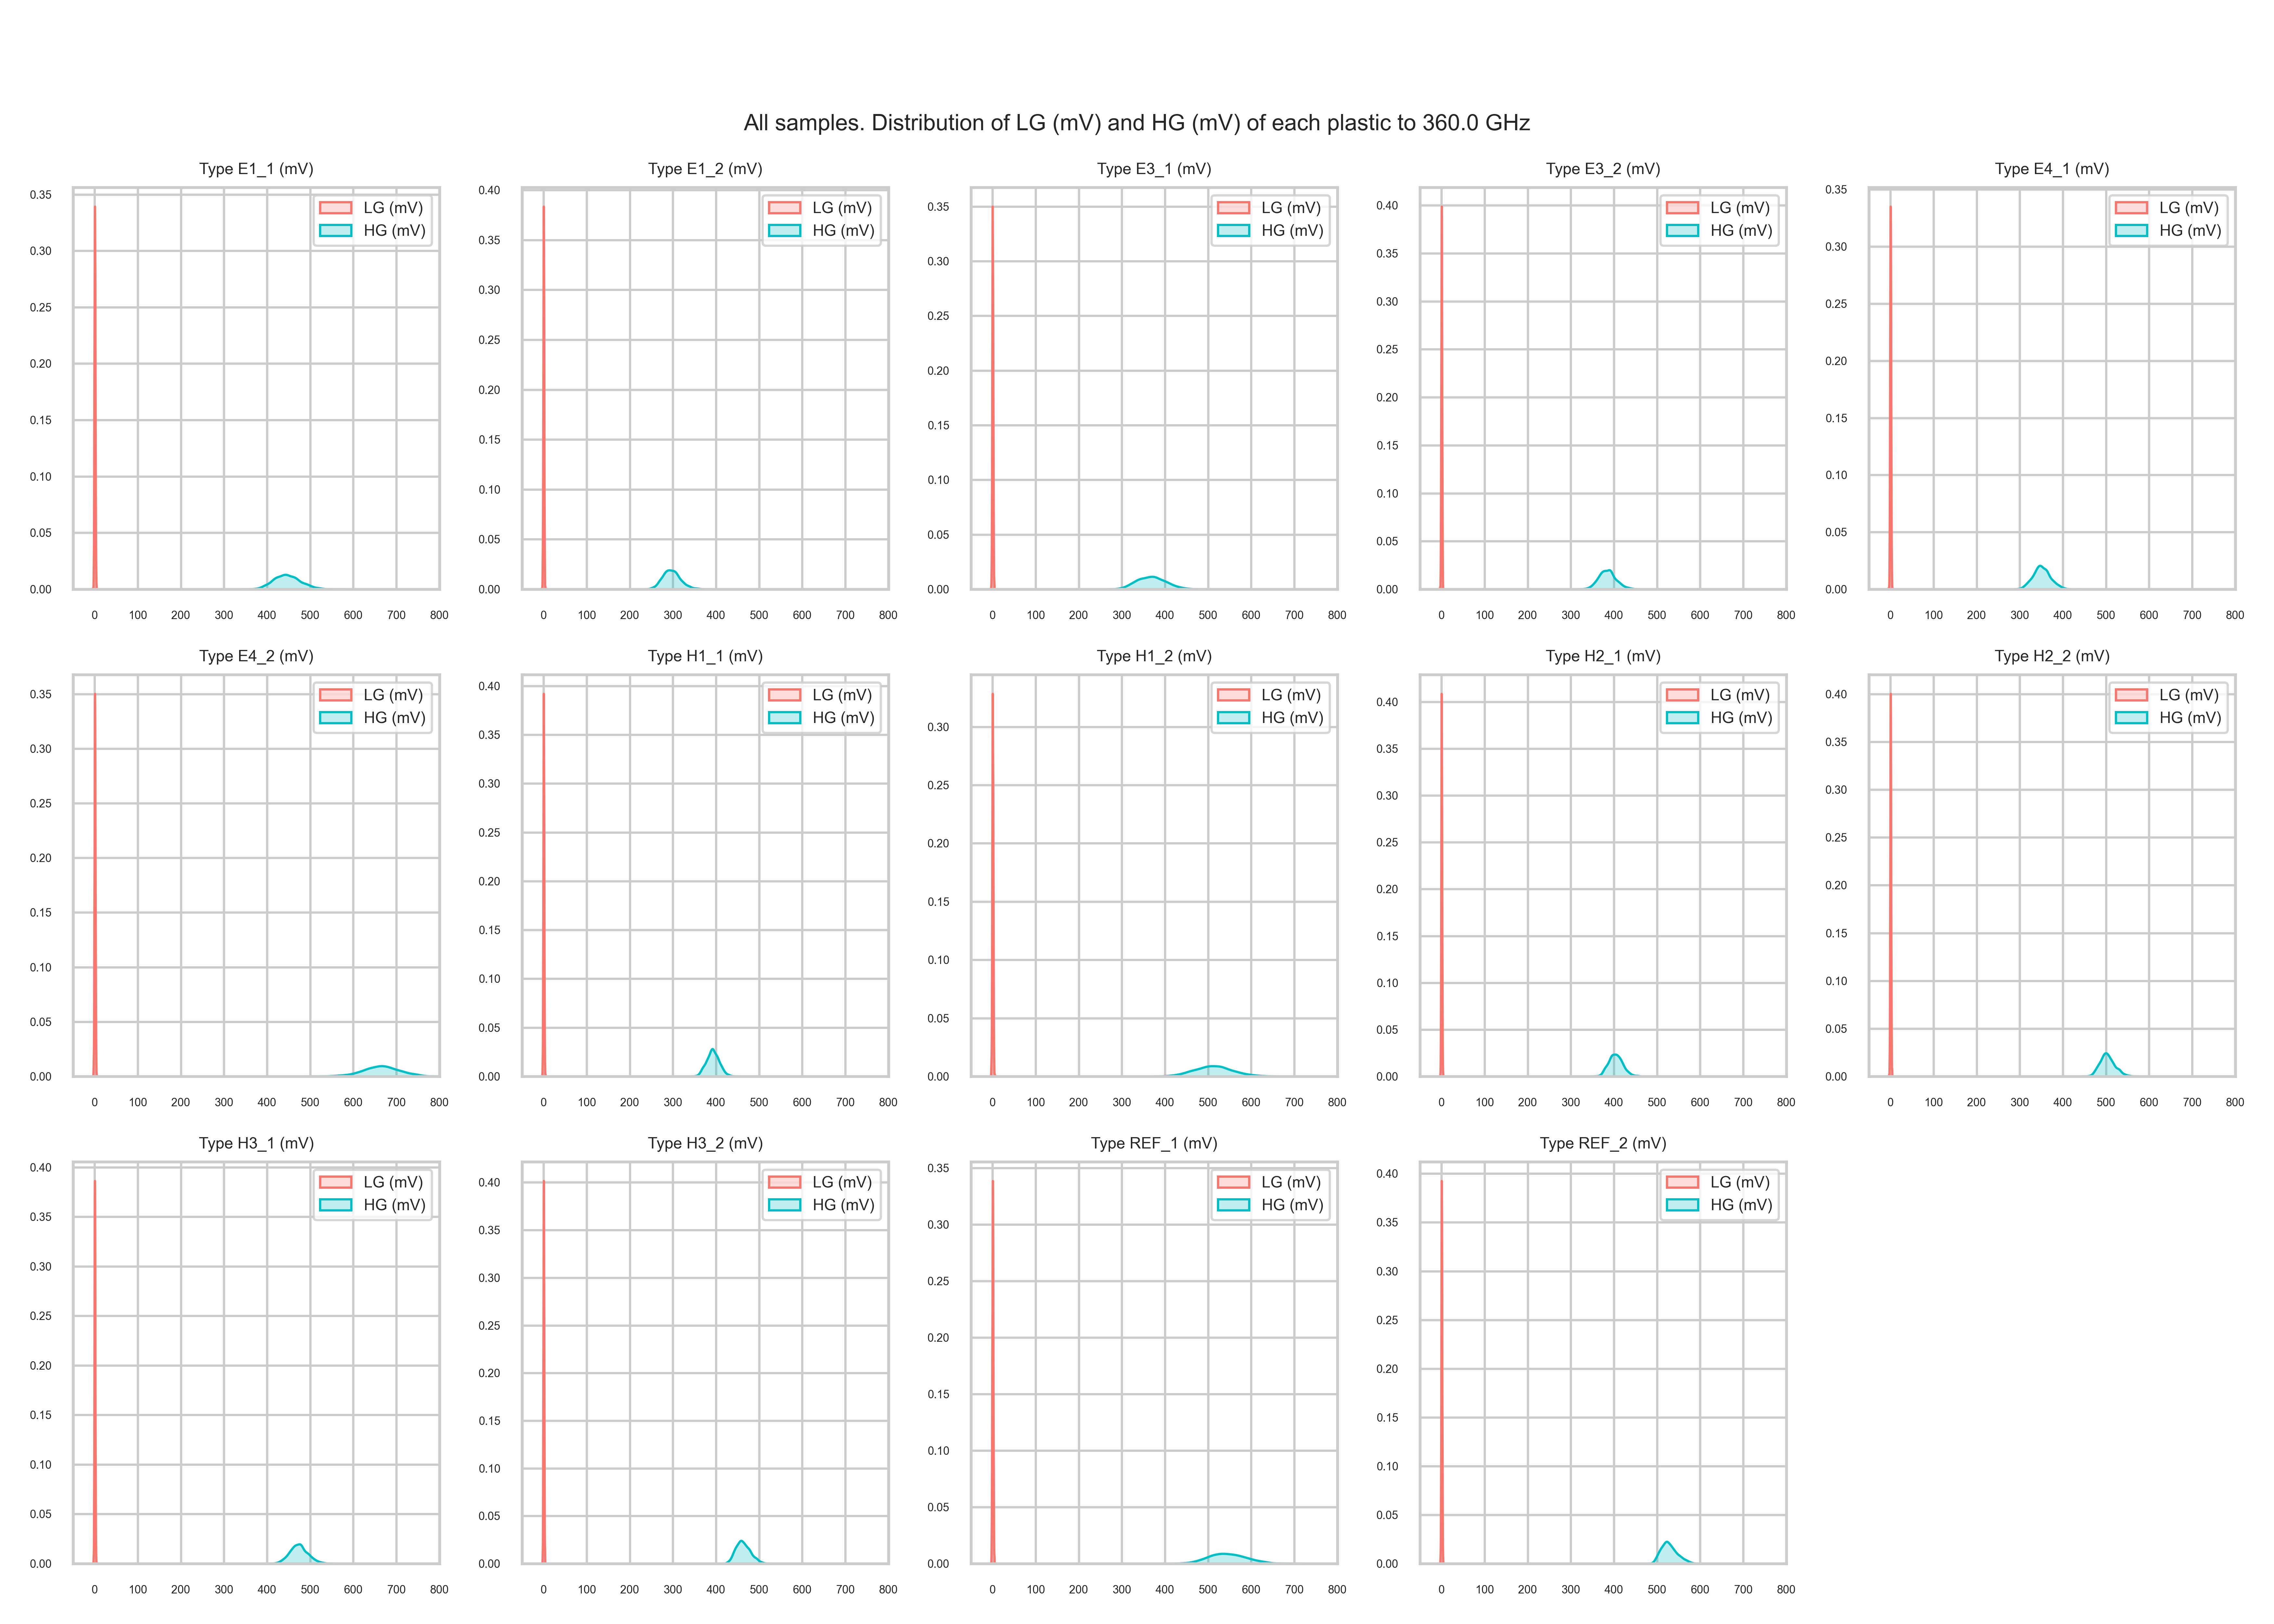 All samples. Distribution of LG (mV) and HG (mV) of each plastic to 360.0 GHz
Type E1_1 (mV)
LG (mV)
HG (mV)
0.35
0.30
0.25
0.20
0.15
0.10
0.05
0.00
0 100 200 300 400 500 600 700 800
Type E1_2 (mV)
LG (mV)
HG (mV)
0.40
0.35
0.30
0.25
0.20
0.15
0.10
0.05
0.00
0 100 200 300 400 500 600 700 800
Type E3_1 (mV)
LG (mV)
HG (mV)
0.35
0.30
0.25
0.20
0.15
0.10
0.05
0.00
0 100 200 300 400 500 600 700 800
Type E3_2 (mV)
LG (mV)
HG (mV)
0.40
0.35
0.30
0.25
0.20
0.15
0.10
0.05
0.00
0 100 200 300 400 500 600 700 800
Type E4_1 (mV)
LG (mV)
HG (mV)
0.35
0.30
0.25
0.20
0.15
0.10
0.05
0.00
0 100 200 300 400 500 600 700 800
Type E4_2 (mV)
LG (mV)
HG (mV)
0.35
0.30
0.25
0.20
0.15
0.10
0.05
0.00
0 100 200 300 400 500 600 700 800
Type H1_1 (mV)
LG (mV)
HG (mV)
0.40
0.35
0.30
0.25
0.20
0.15
0.10
0.05
0.00
0 100 200 300 400 500 600 700 800
Type H1_2 (mV)
LG (mV)
HG (mV)
0.30
0.25
0.20
0.15
0.10
0.05
0.00
0 100 200 300 400 500 600 700 800
Type H2_1 (mV)
LG (mV)
HG (mV)
0.40
0.35
0.30
0.25
0.20
0.15
0.10
0.05
0.00
0 100 200 300 400 500 600 700 800
Type H2_2 (mV)
LG (mV)
HG (mV)
0.40
0.35
0.30
0.25
0.20
0.15
0.10
0.05
0.00
0 100 200 300 400 500 600 700 800
Type H3_1 (mV)
LG (mV)
HG (mV)
0.40
0.35
0.30
0.25
0.20
0.15
0.10
0.05
0.00
0 100 200 300 400 500 600 700 800
Type H3_2 (mV)
LG (mV)
HG (mV)
0.40
0.35
0.30
0.25
0.20
0.15
0.10
0.05
0.00
0 100 200 300 400 500 600 700 800
Type REF_1 (mV)
LG (mV)
HG (mV)
0.35
0.30
0.25
0.20
0.15
0.10
0.05
0.00
0 100 200 300 400 500 600 700 800
Type REF_2 (mV)
LG (mV)
HG (mV)
0.40
0.35
0.30
0.25
0.20
0.15
0.10
0.05
0.00
0 100 200 300 400 500 600 700 800